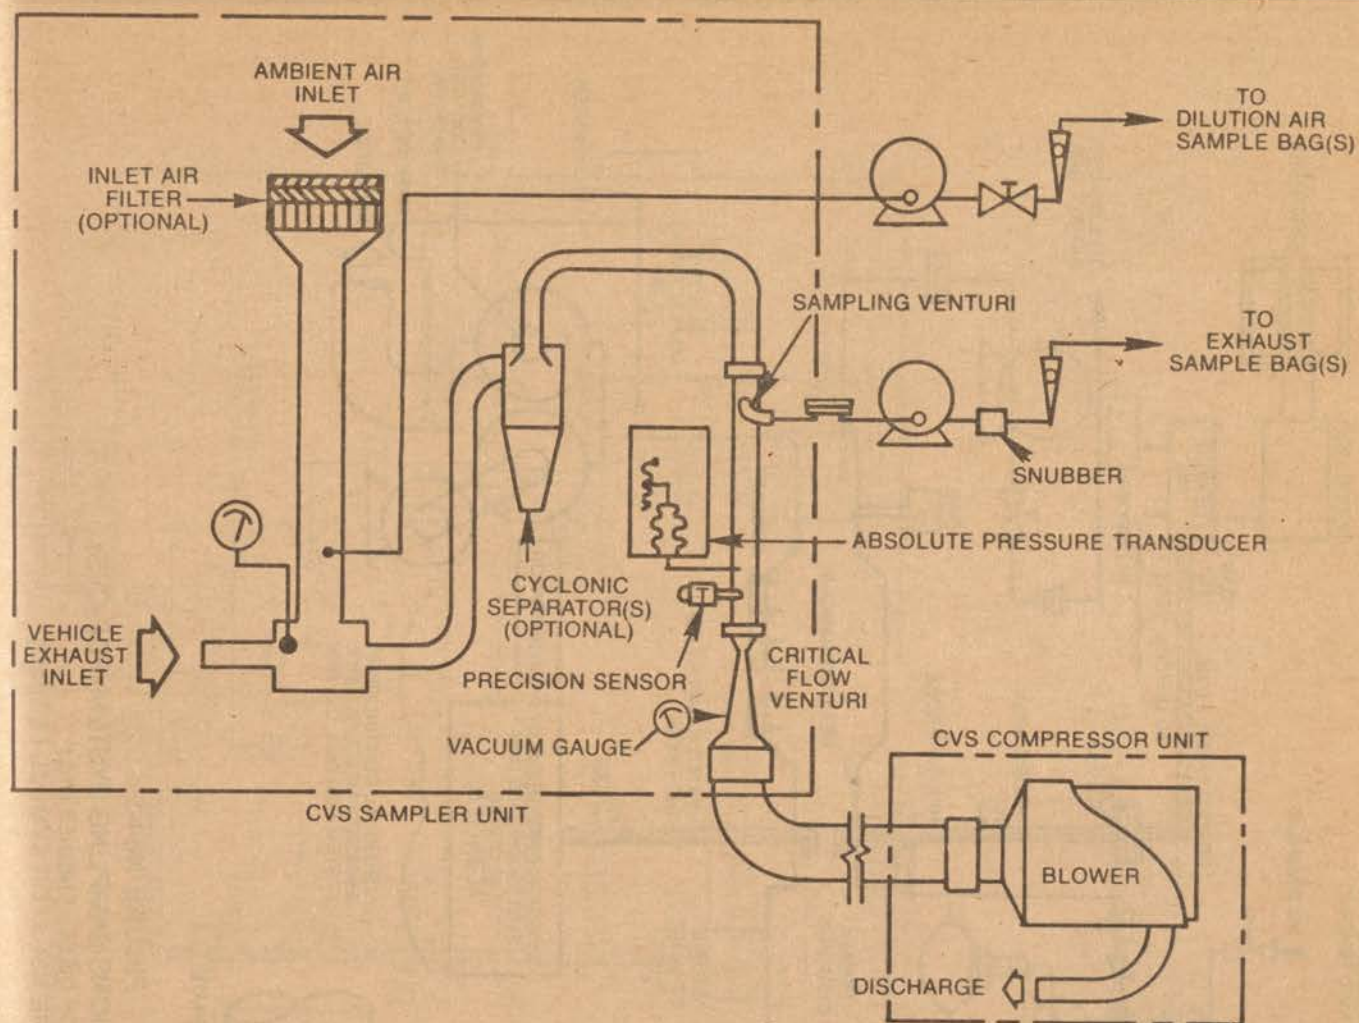 AMBIENT AIR
INLET
INLET AIR
FILTER
(OPTIONAL)
TO
DILUTION AIR
SAMPLE BAG(S)
SAMPLING VENTURI
TO
EXHAUST
SAMPLE BAG(S)
SNUBBER
ABSOLUTE PRESSURE TRANSDUCER
CYCLONIC
SEPARATOR(S)
(OPTIONAL)
T
VEHICLE
EXHAUST
INLET
PRECISION SENSOR
CRITICAL
FLOW
VENTURI
VACUUM GAUGE
CVS SAMPLER UNIT
CVS COMPRESSOR UNIT
BLOWER
DISCHARGE